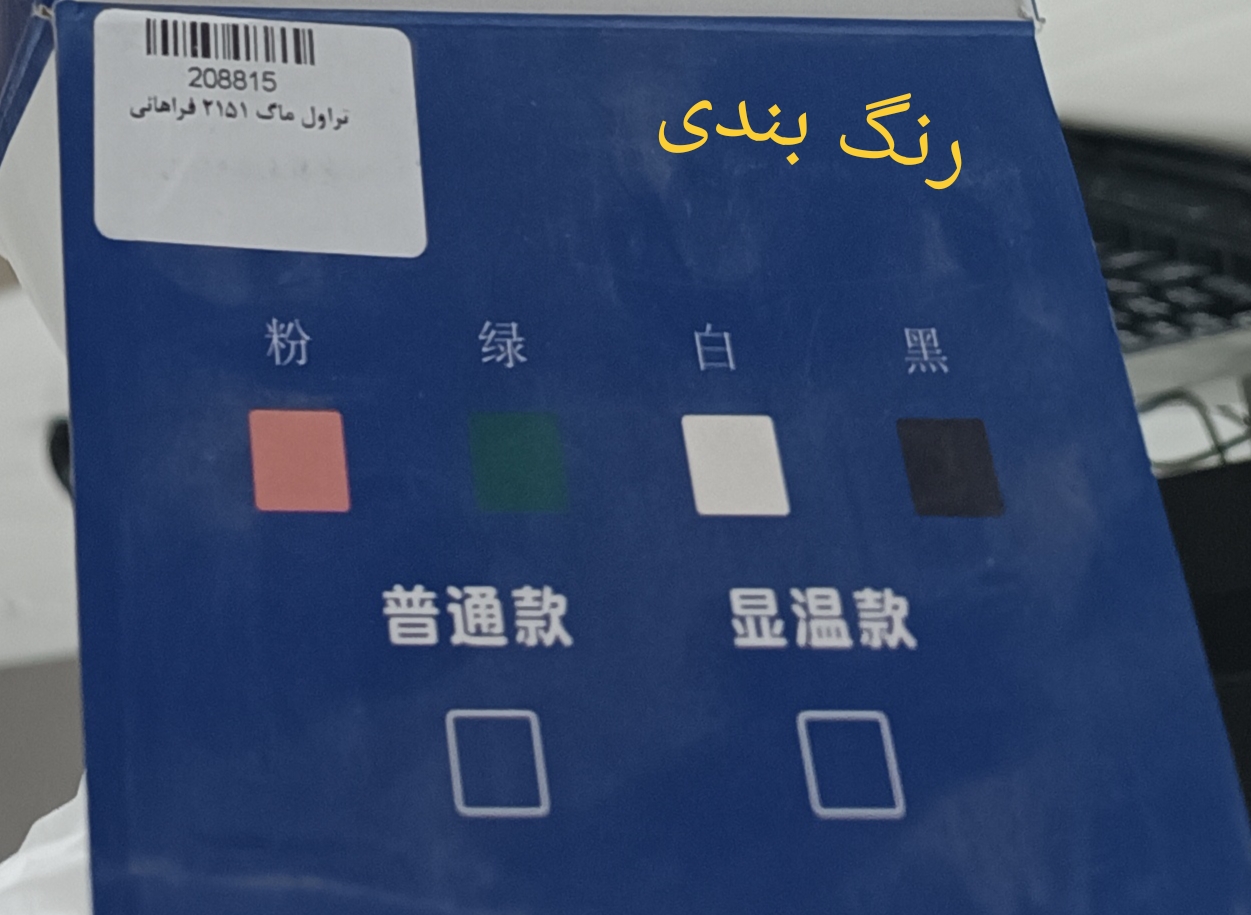 208815
تراول ماگ ۲۱۵۱ فراهانی
رنگ بندی
粉 绿 白 黑
普通款 显温款